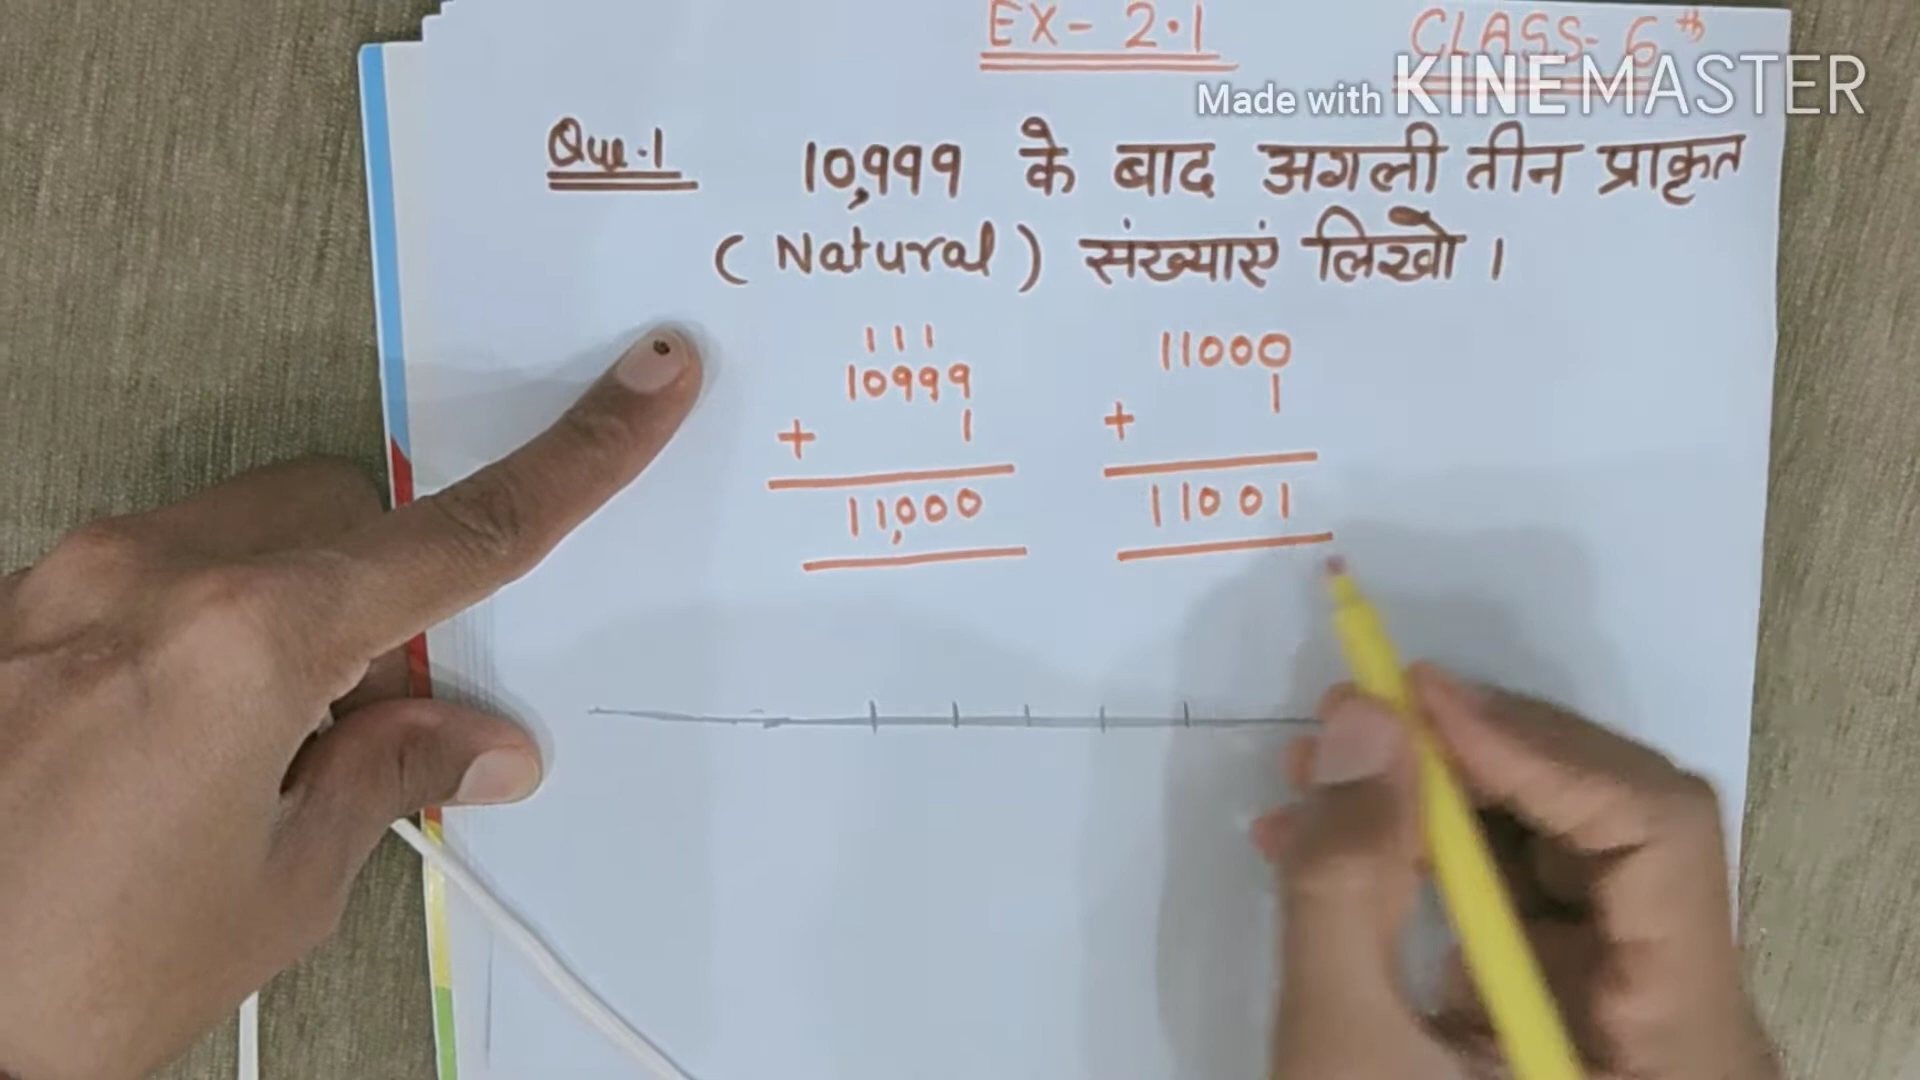 EX- 2.1 CLASS- 6th
Made with KINEMASTER
Que.1 10,999 के बाद अगली तीन प्राकृत
(Natural) संख्याएं लिखो ।
111
10999
+ 1
11,000
11000
+ 1
11001